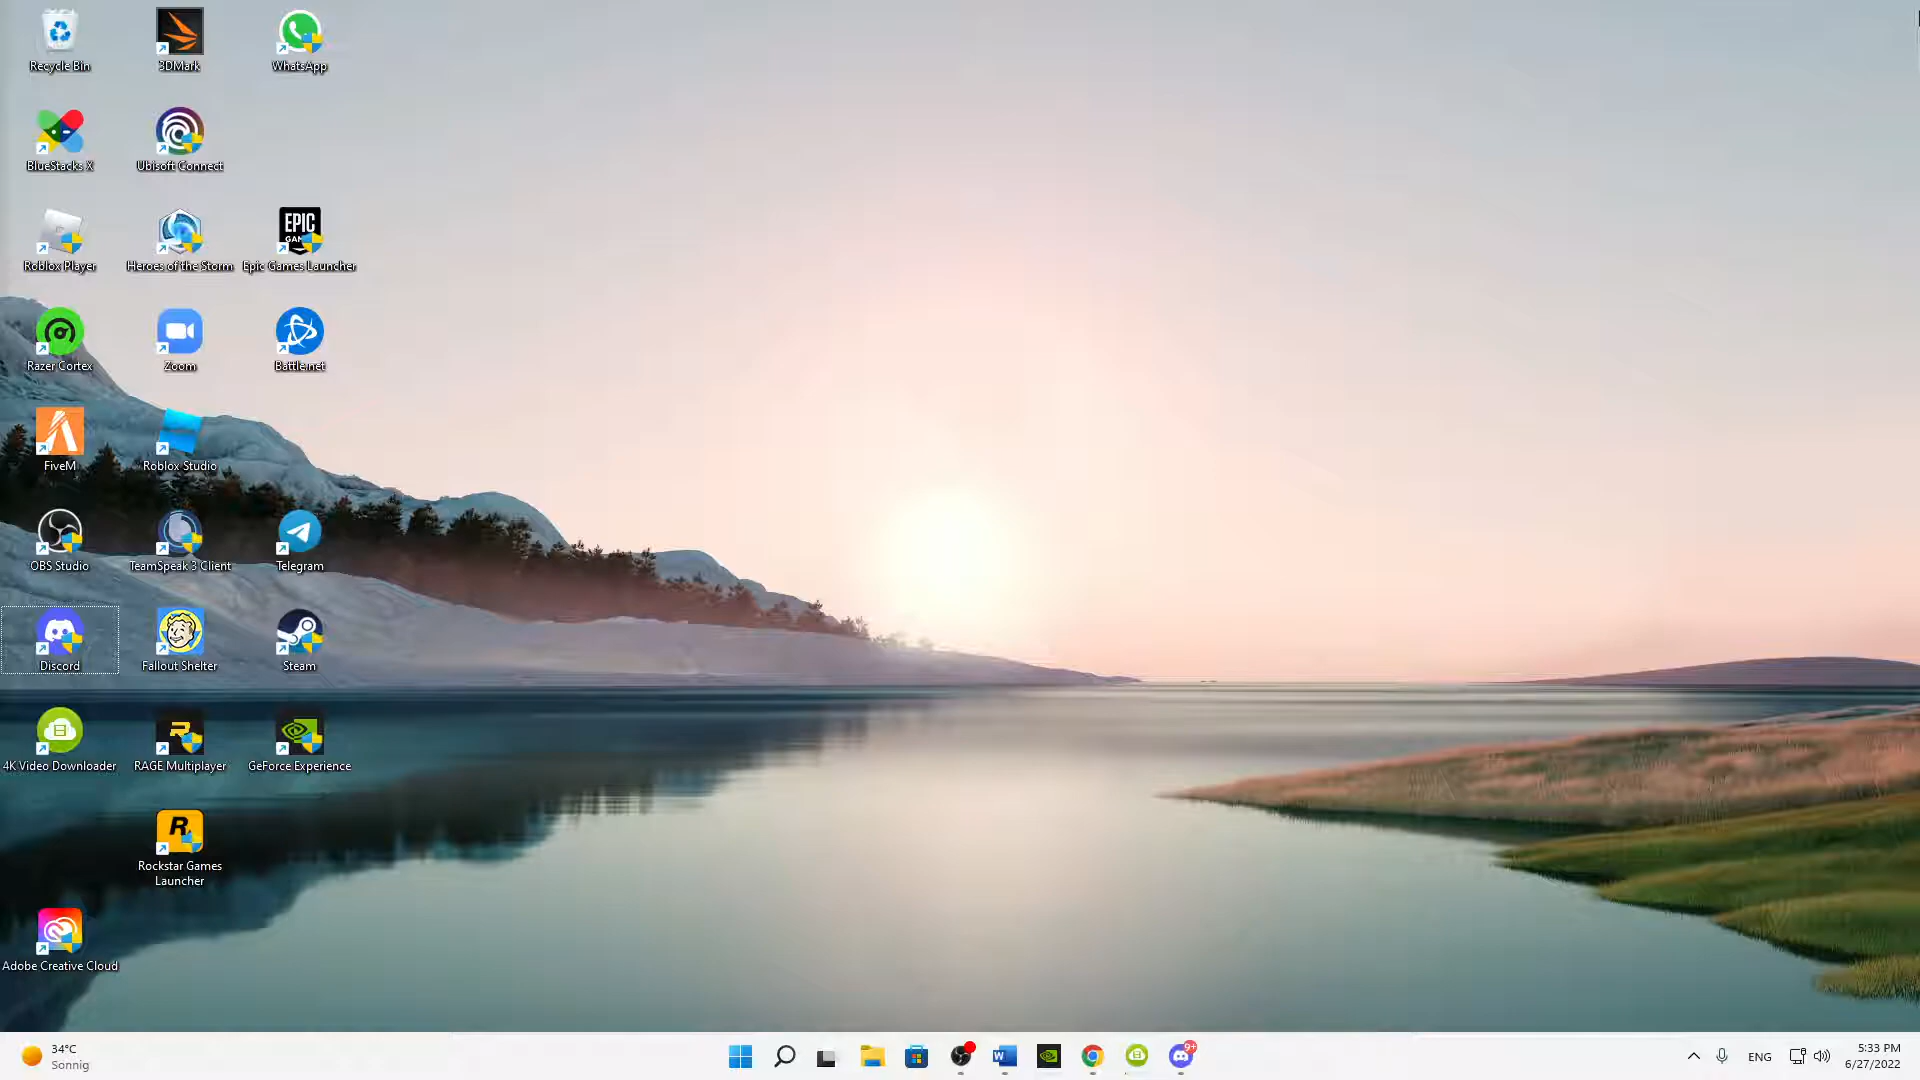 Recycle Bin
3DMark
WhatsApp
BlueStacks X
Ubisoft Connect
Roblox Player
Heroes of the Storm
EPIC
GAMES
Epic Games Launcher
Razer Cortex
Zoom
Battle.net
FiveM
Roblox Studio
OBS Studio
TeamSpeak 3 Client
Telegram
Discord
Fallout Shelter
Steam
4K Video Downloader
RAGE Multiplayer
GeForce Experience
R
Rockstar Games
Launcher
Adobe Creative Cloud
34°C
Sonnig
W
9+
ENG
5:33 PM
6/27/2022